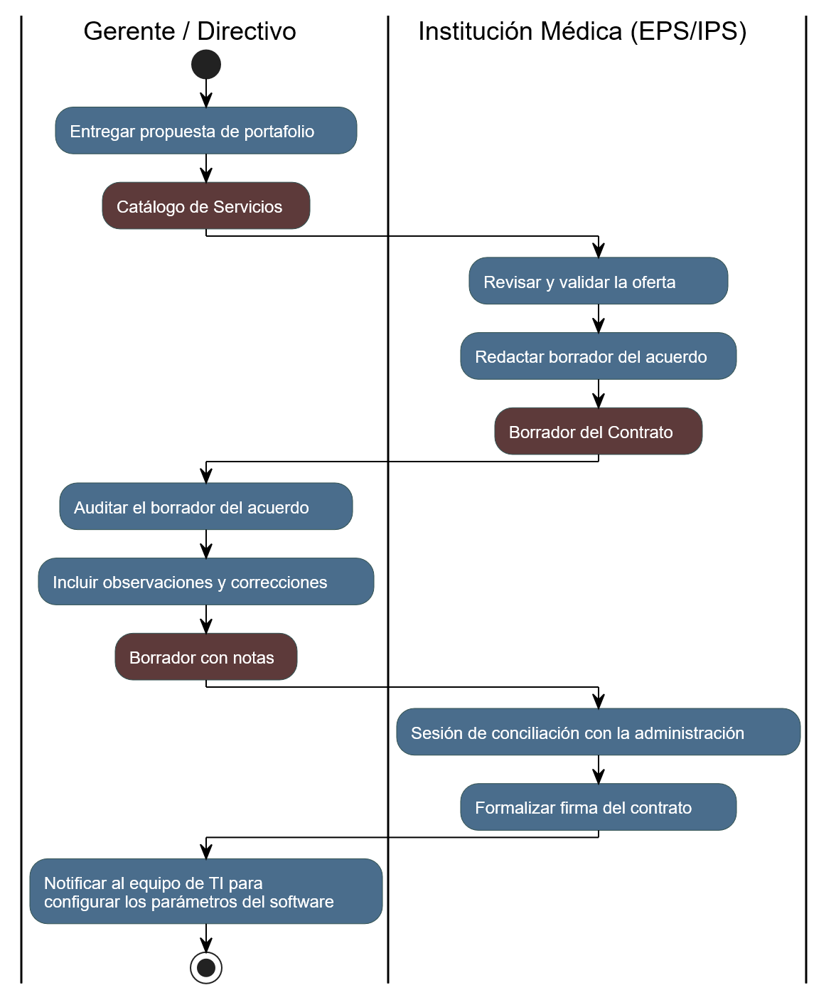 Gerente / Directivo
Institución Médica (EPS/IPS)
Entregar propuesta de portafolio
Catálogo de Servicios
Revisar y validar la oferta
Redactar borrador del acuerdo
Borrador del Contrato
Auditar el borrador del acuerdo
Incluir observaciones y correcciones
Borrador con notas
Sesión de conciliación con la administración
Formalizar firma del contrato
Notificar al equipo de TI para
configurar los parámetros del software